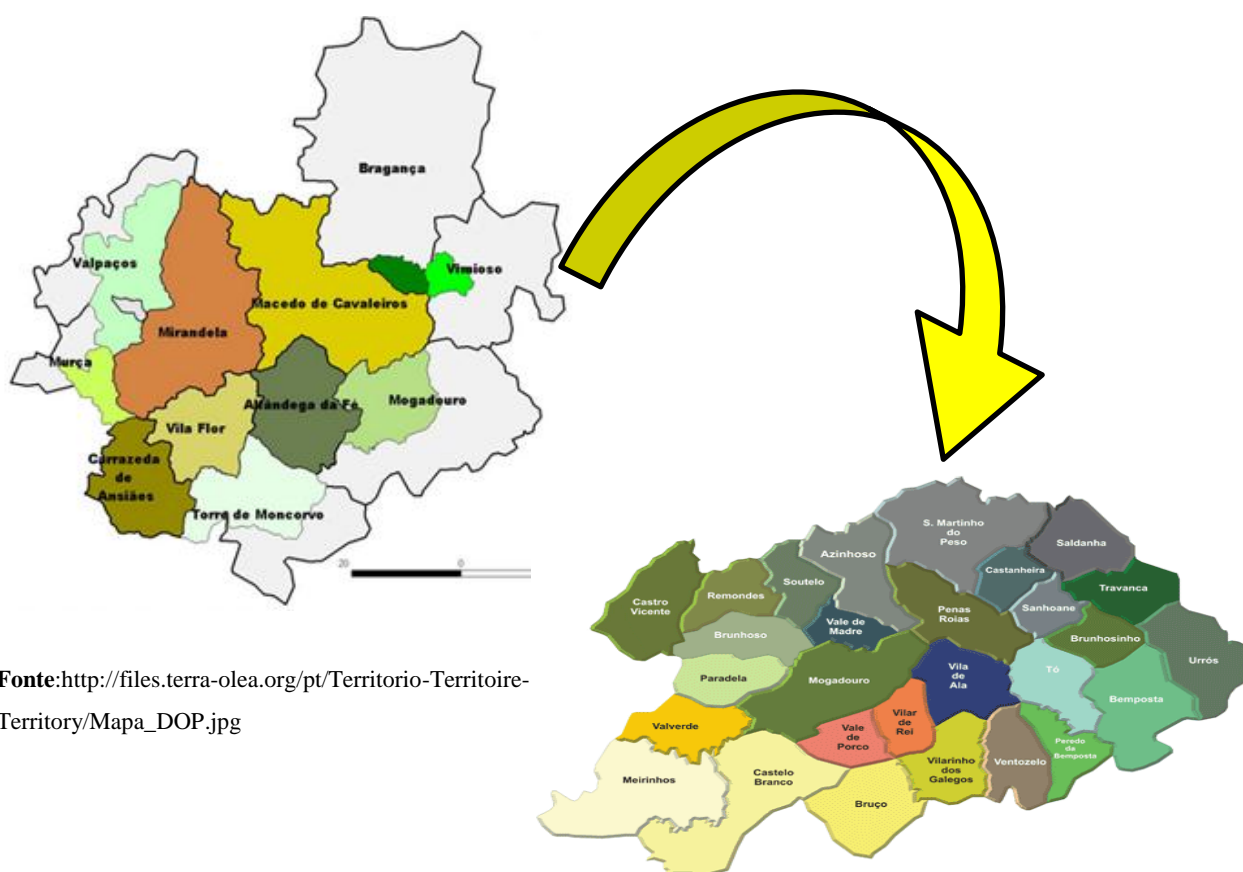 Bragança
Valpaços
Vimioso
Macedo de Cavaleiros
Mirandela
Murça
Alfândega da Fé
Mogadouro
Vila Flor
Carrazeda
de
Ansiães
Torre de Moncorvo
20
0
Fonte:http://files.terra-olea.org/pt/Territorio-Territoire-
Territory/Mapa_DOP.jpg
S. Martinho
do
Peso
Saldanha
Azinhoso
Castanheira
Soutelo
Travanca
Remondes
Castro
Vicente
Penas
Roias
Sanhoane
Vale de
Madre
Brunhoso
Brunhosinho
Urrós
Paradela
Mogadouro
Vila
de
Ala
Tó
Bemposta
Valverde
Vilar
de
Rei
Vale
de
Porco
Peredo
da
Bemposta
Ventozelo
Vilarinho
dos
Galegos
Meirinhos
Castelo
Branco
Bruço